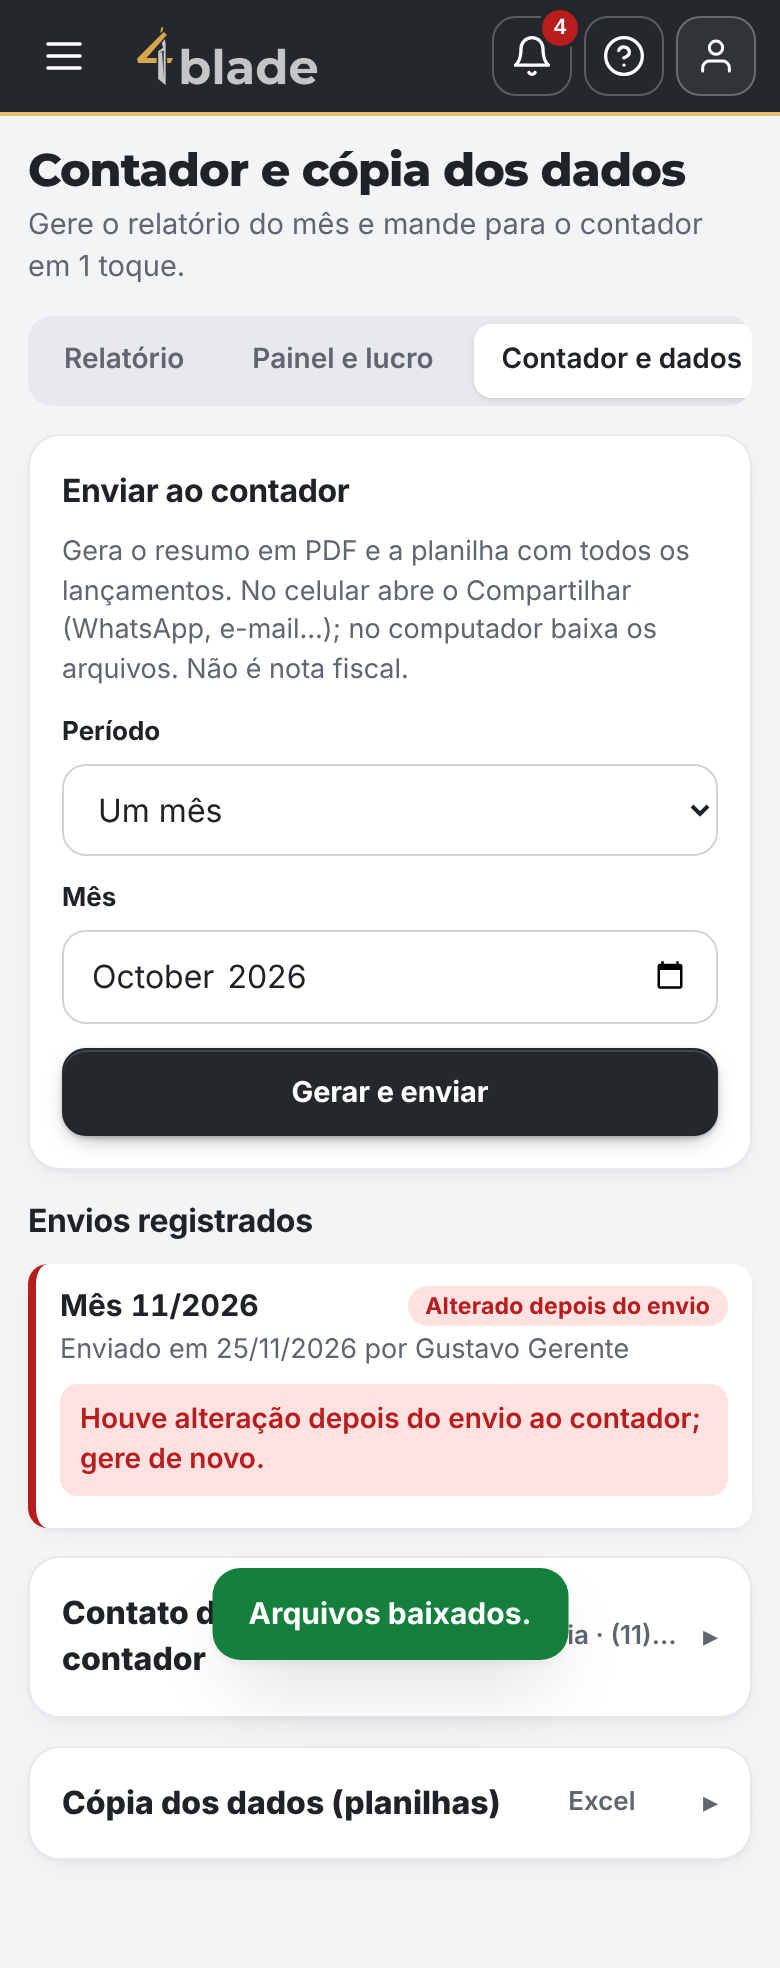 4blade
4
Contador e cópia dos dados
Gere o relatório do mês e mande para o contador
em 1 toque.
Relatório
Painel e lucro
Contador e dados
Enviar ao contador
Gera o resumo em PDF e a planilha com todos os
lançamentos. No celular abre o Compartilhar
(WhatsApp, e-mail...); no computador baixa os
arquivos. Não é nota fiscal.
Período
Um mês
Mês
October 2026
Gerar e enviar
Envios registrados
Mês 11/2026
Alterado depois do envio
Enviado em 25/11/2026 por Gustavo Gerente
Houve alteração depois do envio ao contador;
gere de novo.
Contato
contador
Arquivos baixados.
(11)...
Cópia dos dados (planilhas)
Excel